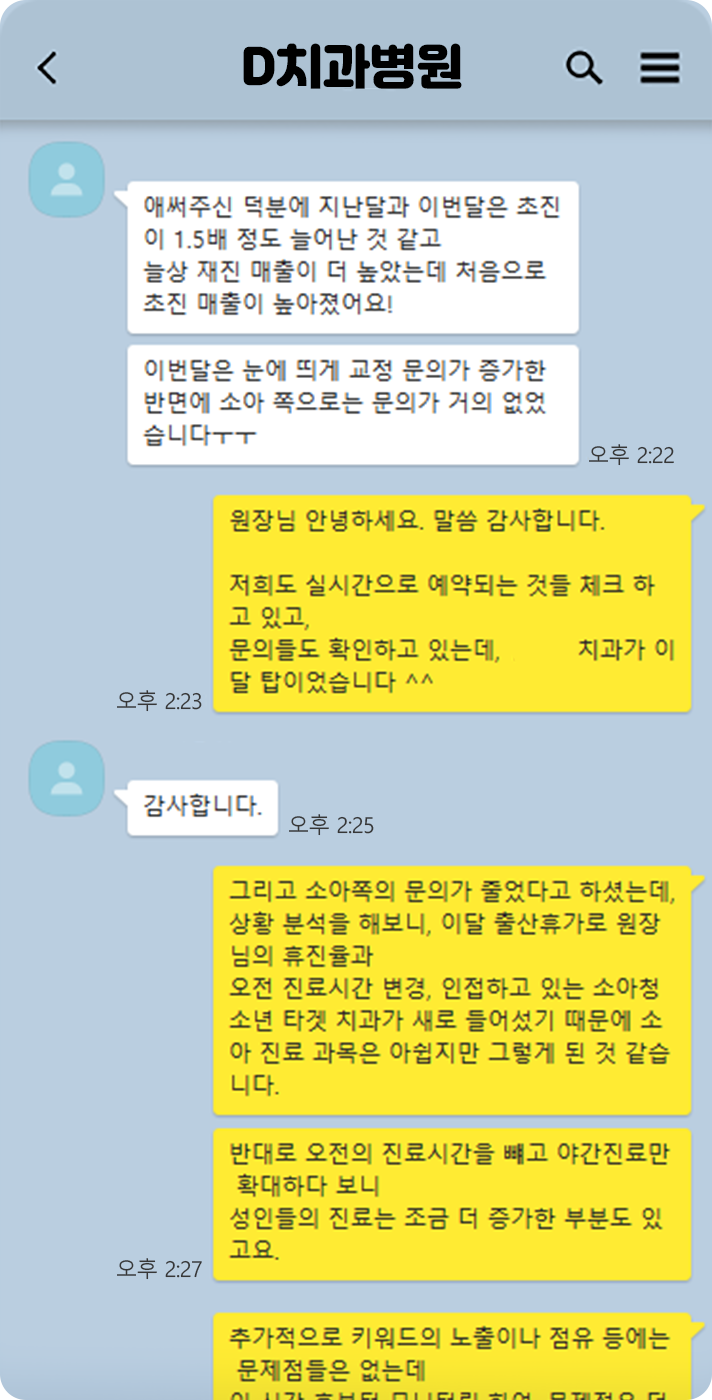 D치과병원
애써주신 덕분에 지난달과 이번달은 초진
이 1.5배 정도 늘어난 것 같고
늘상 재진 매출이 더 높았는데 처음으로
초진 매출이 높아졌어요!
이번달은 눈에 띄게 교정 문의가 증가한
반면에 소아 쪽으로는 문의가 거의 없었
습니다ㅜㅜ
오후 2:22
원장님 안녕하세요. 말씀 감사합니다.
저희도 실시간으로 예약되는 것들 체크 하
고 있고,
문의들도 확인하고 있는데, 치과가 이
달 탑이었습니다 ^^
오후 2:23
감사합니다.
오후 2:25
그리고 소아쪽의 문의가 줄었다고 하셨는데,
상황 분석을 해보니, 이달 출산휴가로 원장
님의 휴진율과
오전 진료시간 변경, 인접하고 있는 소아청
소년 타겟 치과가 새로 들어섰기 때문에 소
아 진료 과목은 아쉽지만 그렇게 된 것 같습
니다.
반대로 오전의 진료시간을 빼고 야간진료만
확대하다 보니
성인들의 진료는 조금 더 증가한 부분도 있
고요.
오후 2:27
추가적으로 키워드의 노출이나 점유 등에는
문제점들은 없는데